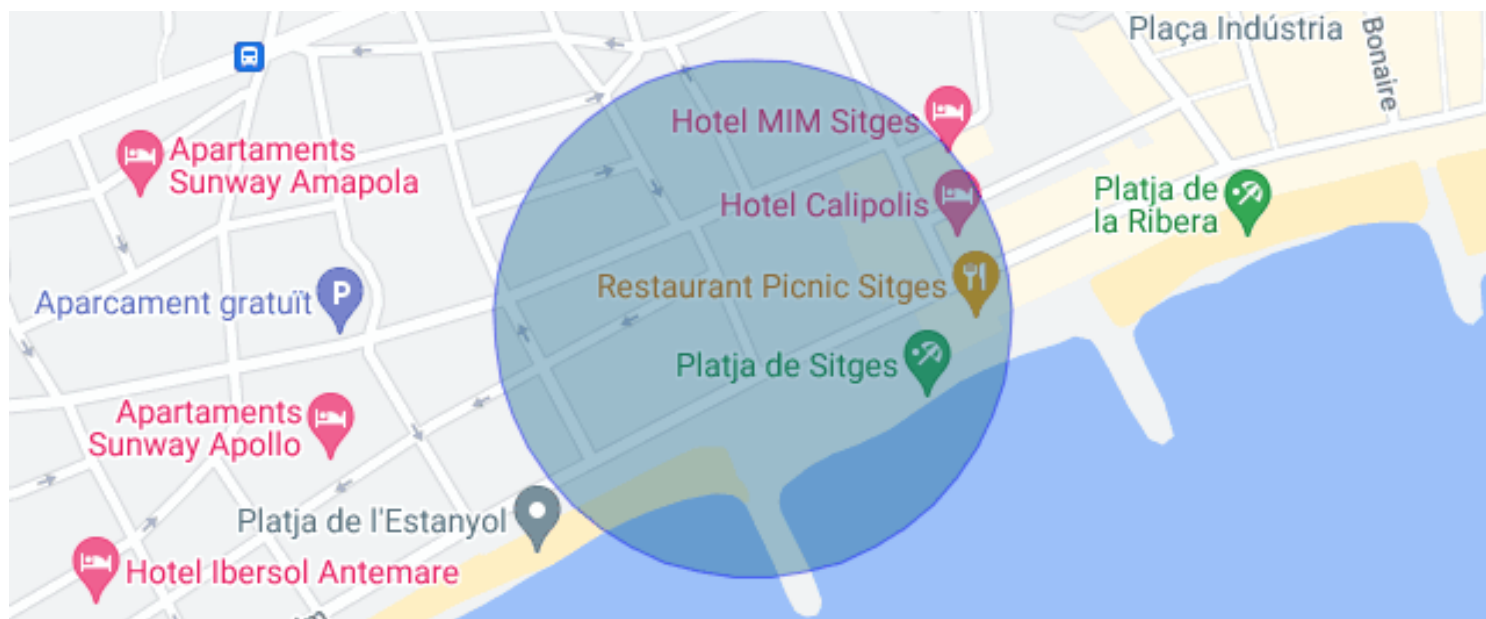 Plaça Indústria
Bonaire
Hotel MIM Sitges
Apartaments
Sunway Amapola
Hotel Calipolis
Platja de
la Ribera
Restaurant Picnic Sitges
Aparcament gratuït
P
Platja de Sitges
Apartaments
Sunway Apollo
Platja de l'Estanyol
Hotel Ibersol Antemare